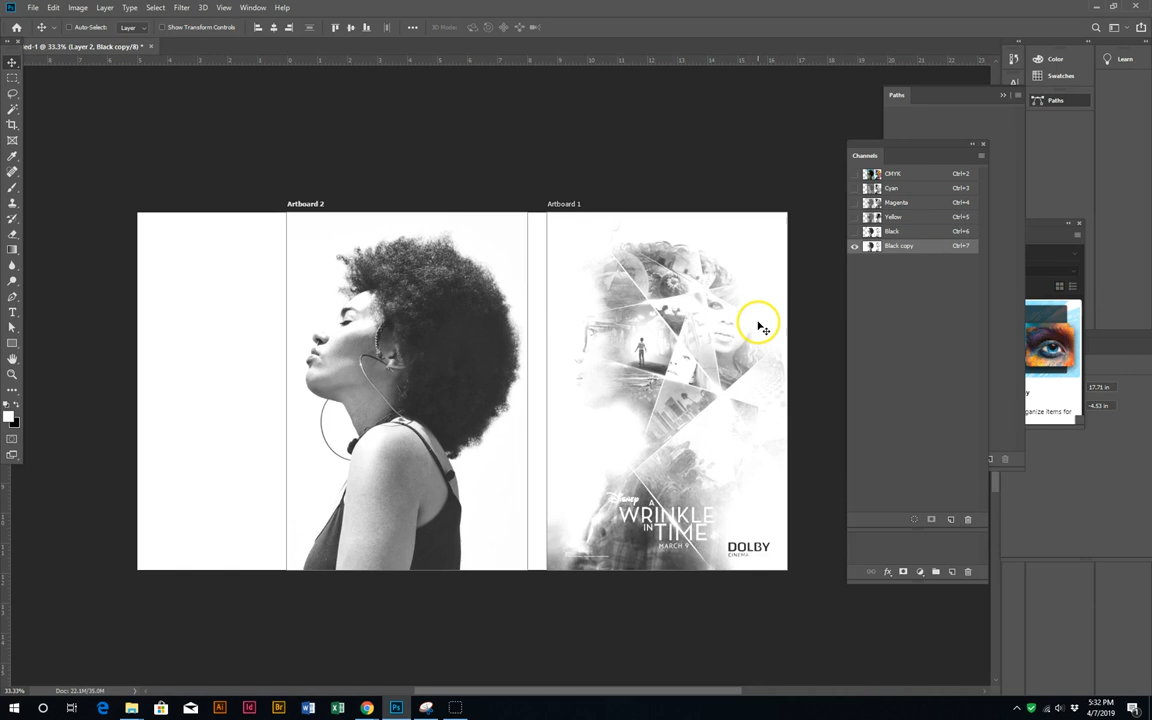 File Edit Image Layer Type Select Filter 3D View Window Help
Auto-Select: Layer Show Transform Controls 3D Mode:
ed-1 @ 33.3% (Layer 2, Black copy/8) *
Color
Learn
Swatches
Paths
Paths
Channels
CMYK Ctrl+2
Cyan Ctrl+3
Magenta Ctrl+4
Yellow Ctrl+5
Black Ctrl+6
Black copy Ctrl+7
Artboard 2
Artboard 1
17.71 in
-4.53 in
ganize items for
Disney
A
WRINKLE
IN TIME
MARCH 9
DOLBY
CINEMA
33.33% Doc: 22.1M/35.0M
5:32 PM
4/7/2019